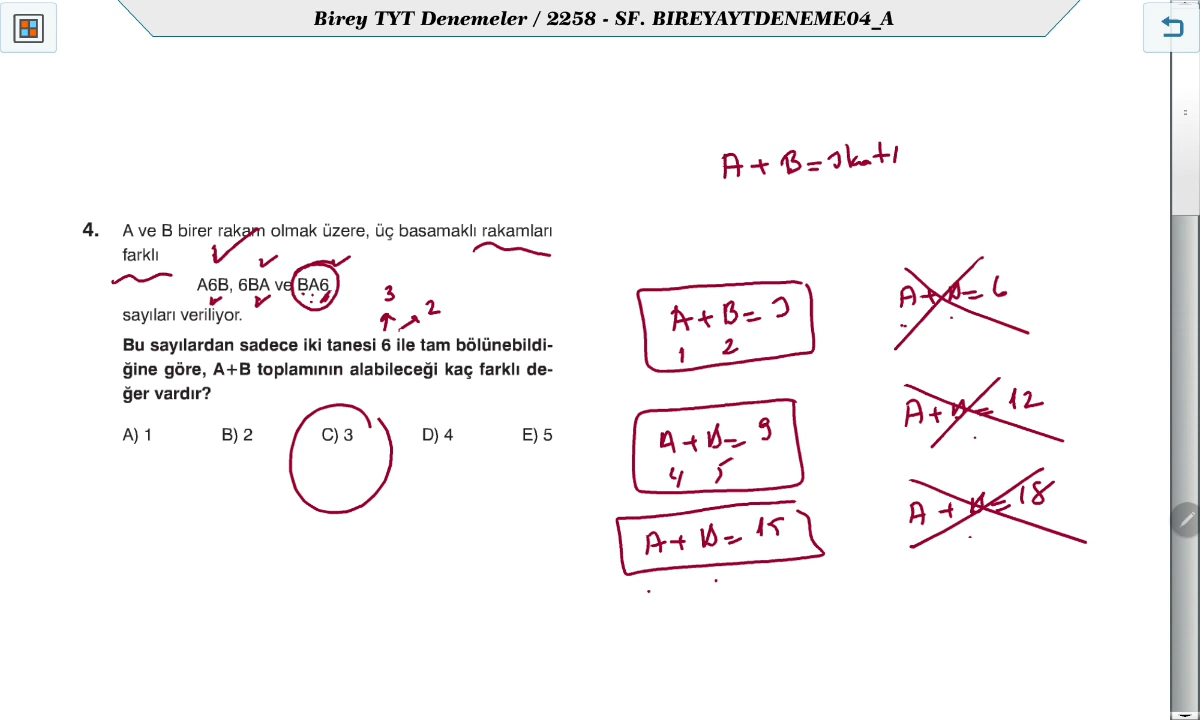 Birey TYT Denemeler / 2258 - SF. BIREYAYTDENEME04_A
A + B = 3katı
4. A ve B birer rakam olmak üzere, üç basamaklı rakamları
farklı
A6B, 6BA ve BA6
sayıları veriliyor.
3
2
Bu sayılardan sadece iki tanesi 6 ile tam bölünebildi-
ğine göre, A+B toplamının alabileceği kaç farklı de-
ğer vardır?
A) 1 B) 2 C) 3 D) 4 E) 5
A + B = 3
1 2
A + B = 9
4 5
A + B = 15
A + B = 6
A + B = 12
A + B = 18